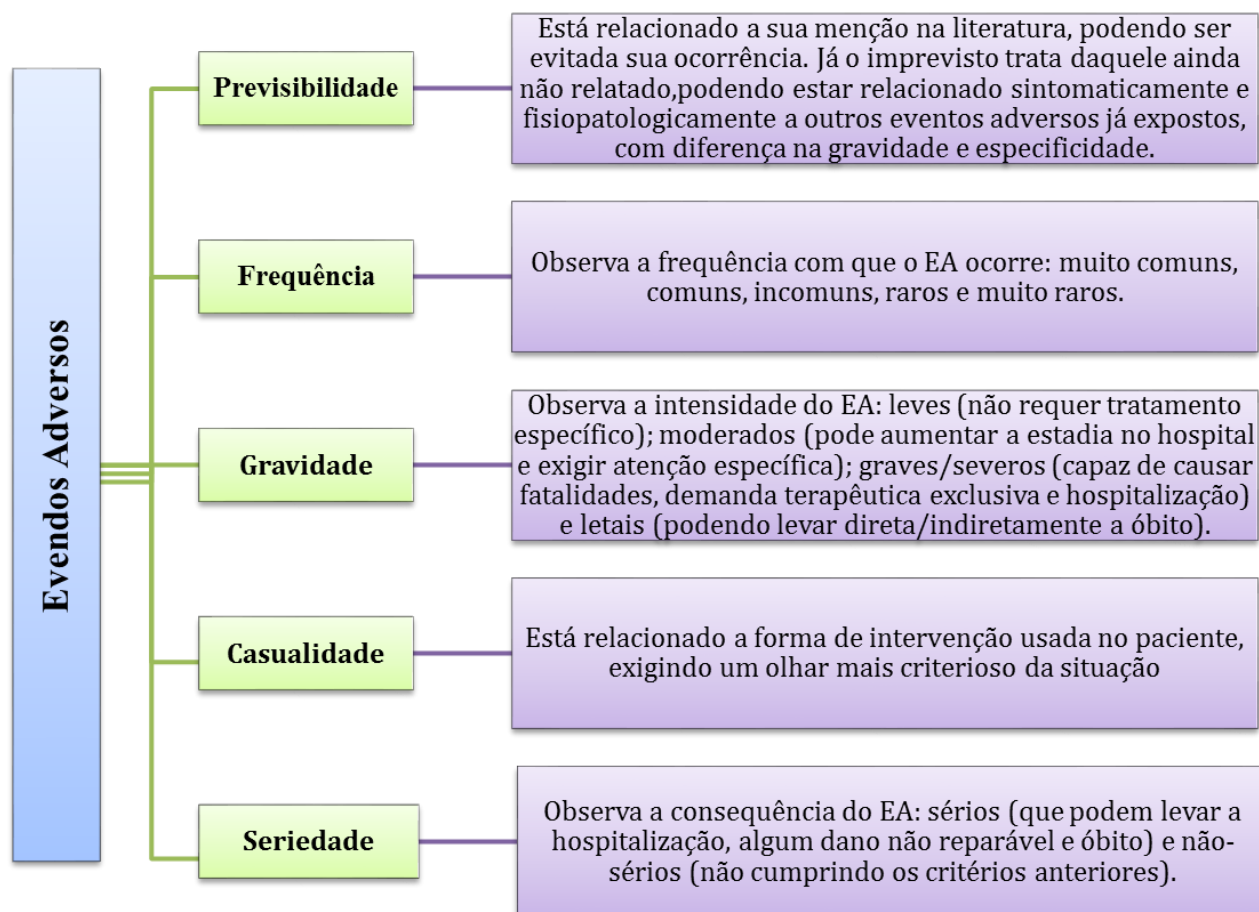 Evendos Adversos
Previsibilidade
Está relacionado a sua menção na literatura, podendo ser
evitada sua ocorrência. Já o imprevisto trata daquele ainda
não relatado,podendo estar relacionado sintomaticamente e
fisiopatologicamente a outros eventos adversos já expostos,
com diferença na gravidade e especificidade.
Frequência
Observa a frequência com que o EA ocorre: muito comuns,
comuns, incomuns, raros e muito raros.
Gravidade
Observa a intensidade do EA: leves (não requer tratamento
específico); moderados (pode aumentar a estadia no hospital
e exigir atenção específica); graves/severos (capaz de causar
fatalidades, demanda terapêutica exclusiva e hospitalização)
e letais (podendo levar direta/indiretamente a óbito).
Casualidade
Está relacionado a forma de intervenção usada no paciente,
exigindo um olhar mais criterioso da situação
Seriedade
Observa a consequência do EA: sérios (que podem levar a
hospitalização, algum dano não reparável e óbito) e não-
sérios (não cumprindo os critérios anteriores).